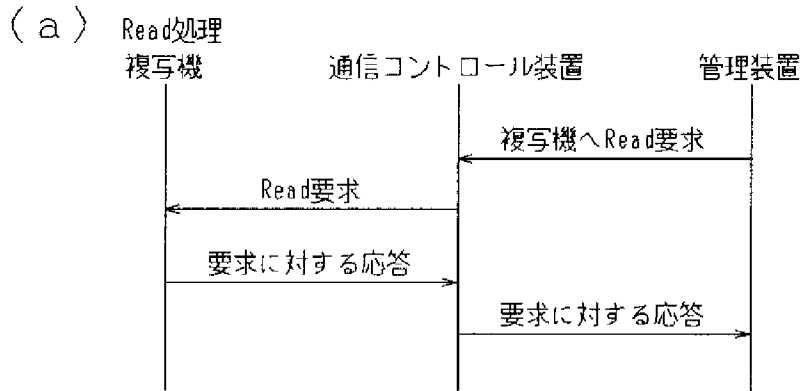 (a) Read処理
複写機 通信コントロール装置 管理装置
複写機へRead要求
Read要求
要求に対する応答
要求に対する応答